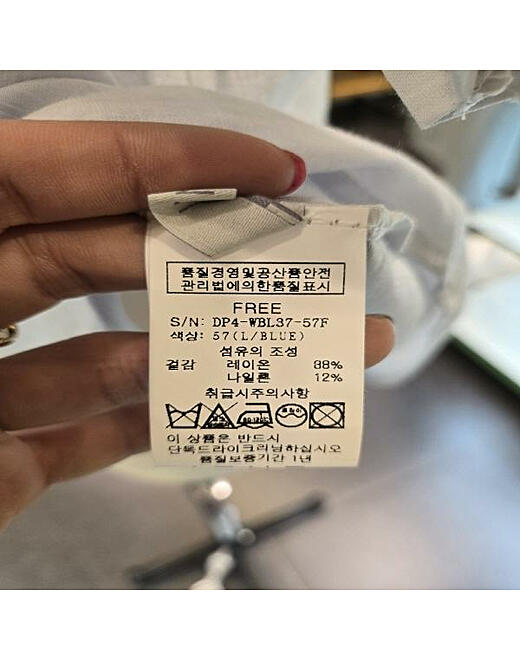 품질경영및공산품안전
관리법에의한품질표시
FREE
S/N: DP4-WBL37-57F
색상: 57(L/BLUE)
섬유의 조성
겉감 레이온 88%
나일론 12%
취급시주의사항
드라이
이 상품은 반드시
단독드라이크리닝하십시오
품질보증기간 1년